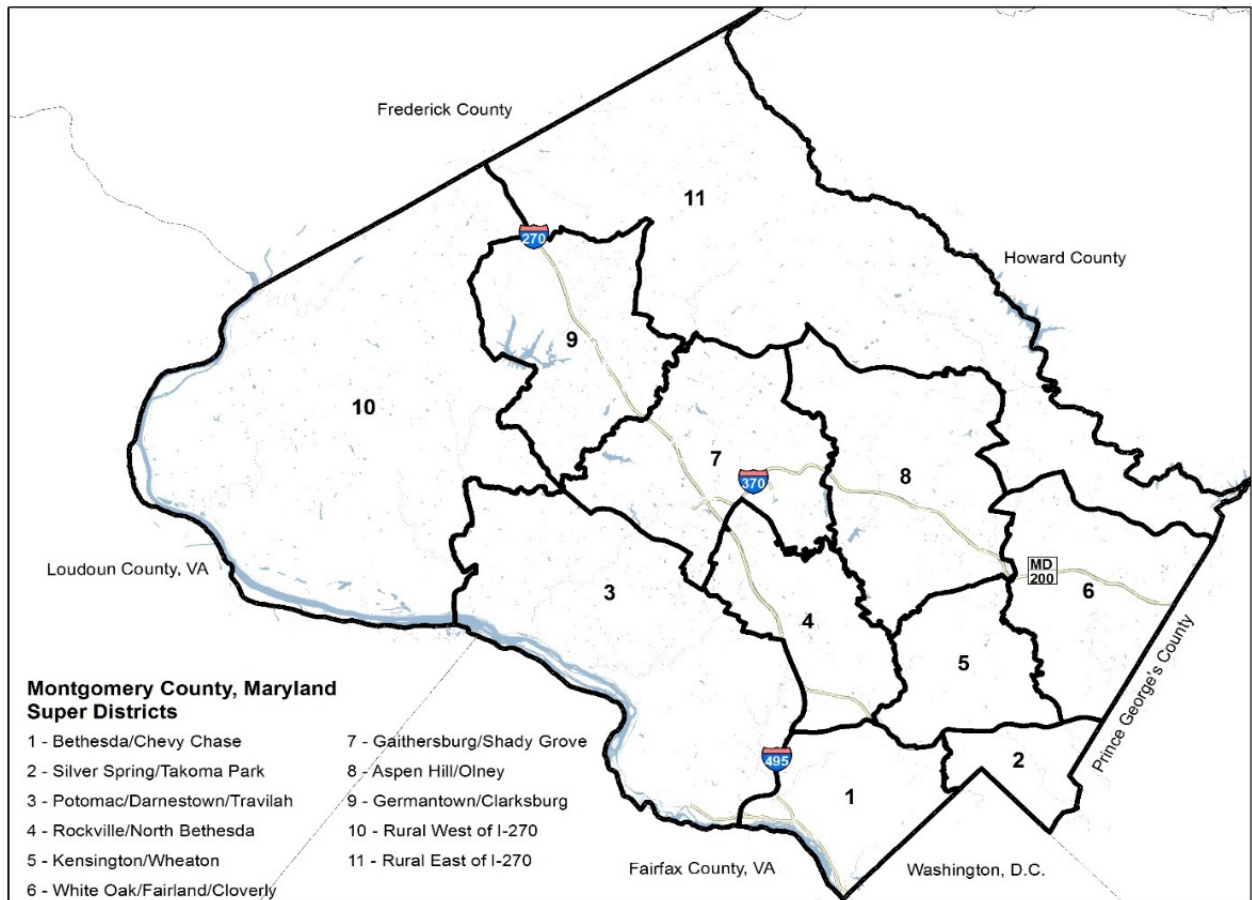 Frederick County
11
270
Howard County
9
10
7
370
8
Loudoun County, VA
3
MD
200
6
4
5
Prince George's County
Montgomery County, Maryland
Super Districts
1 - Bethesda/Chevy Chase
2 - Silver Spring/Takoma Park
3 - Potomac/Darnestown/Travilah
4 - Rockville/North Bethesda
5 - Kensington/Wheaton
6 - White Oak/Fairland/Cloverly
7 - Gaithersburg/Shady Grove
8 - Aspen Hill/Olney
9 - Germantown/Clarksburg
10 - Rural West of I-270
11 - Rural East of I-270
495
2
1
Fairfax County, VA
Washington, D.C.